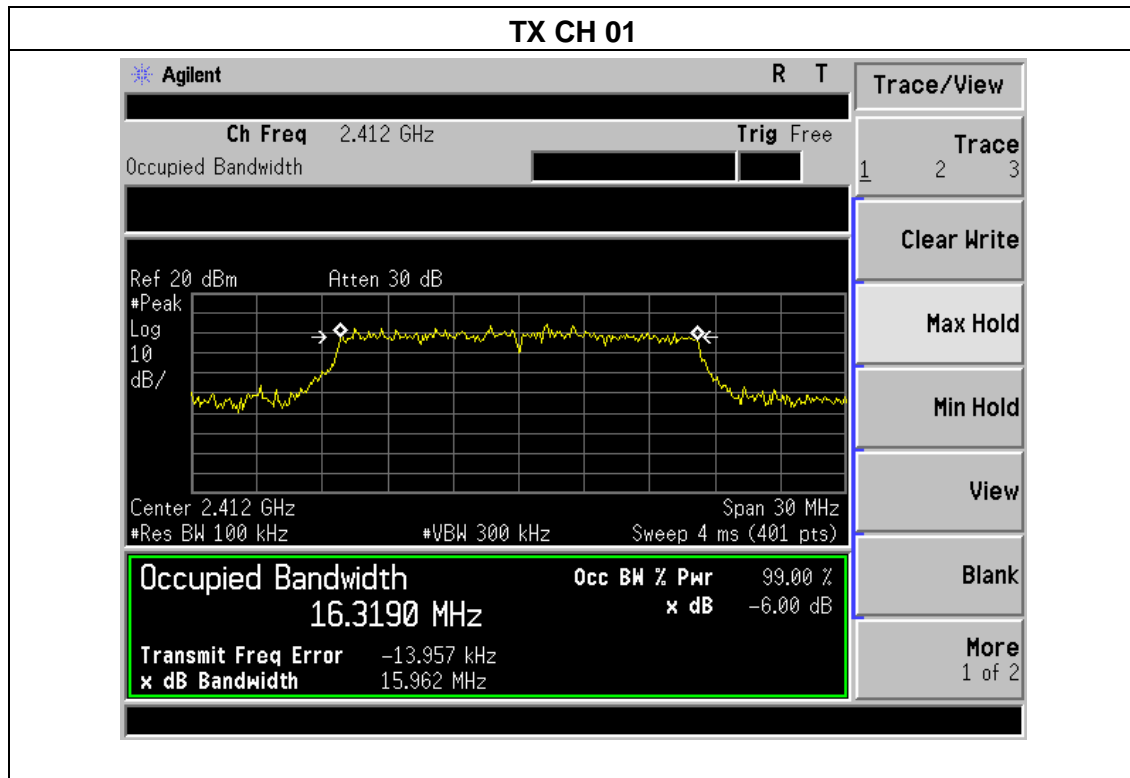 TX CH 01
Agilent R T
Trace/View
Ch Freq 2.412 GHz Trig Free
Occupied Bandwidth
Trace
1 2 3
Clear Write
Ref 20 dBm Atten 30 dB
#Peak
Log
10
dB/
Max Hold
Min Hold
View
Center 2.412 GHz Span 30 MHz
#Res BW 100 kHz #VBW 300 kHz Sweep 4 ms (401 pts)
Occupied Bandwidth Occ BW % Pwr 99.00 %
16.3190 MHz x dB -6.00 dB
Blank
Transmit Freq Error -13.957 kHz
x dB Bandwidth 15.962 MHz
More
1 of 2